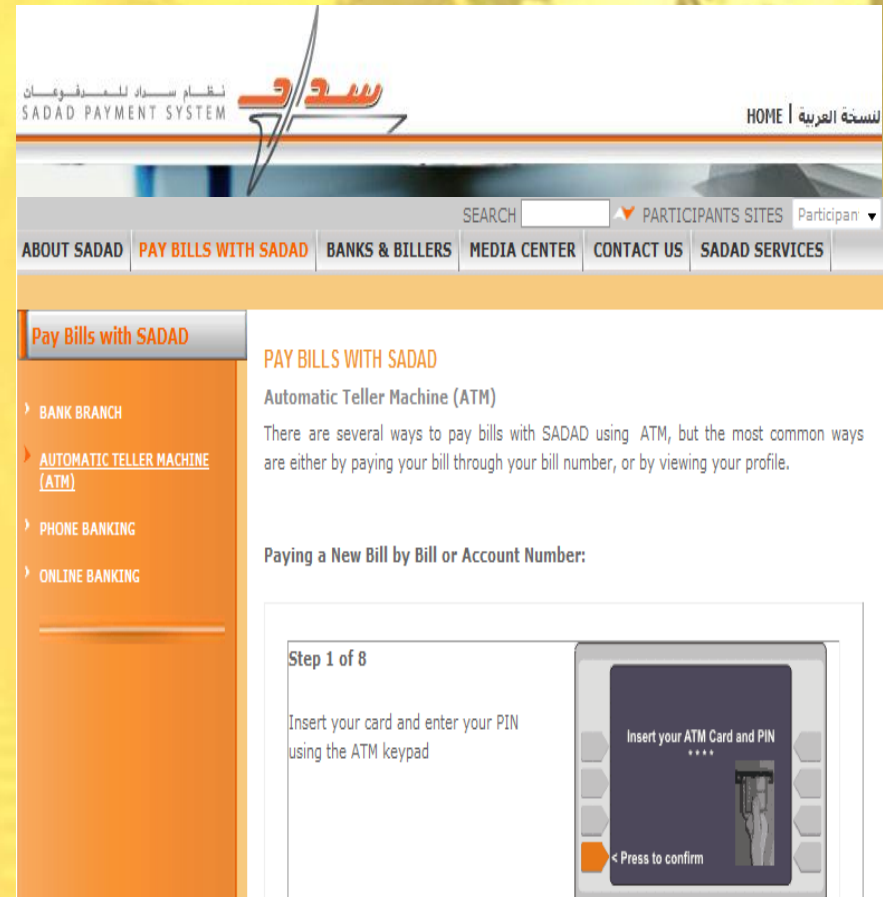 نظام سداد للمدفوعات
SADAD PAYMENT SYSTEM
سداد
HOME | النسخة العربية
SEARCH PARTICIPANTS SITES Participan
ABOUT SADAD PAY BILLS WITH SADAD BANKS & BILLERS MEDIA CENTER CONTACT US SADAD SERVICES
Pay Bills with SADAD
BANK BRANCH
AUTOMATIC TELLER MACHINE
(ATM)
PHONE BANKING
ONLINE BANKING
PAY BILLS WITH SADAD
Automatic Teller Machine (ATM)
There are several ways to pay bills with SADAD using ATM, but the most common ways
are either by paying your bill through your bill number, or by viewing your profile.
Paying a New Bill by Bill or Account Number:
Step 1 of 8
Insert your card and enter your PIN
using the ATM keypad
Insert your ATM Card and PIN
* * * *
< Press to confirm